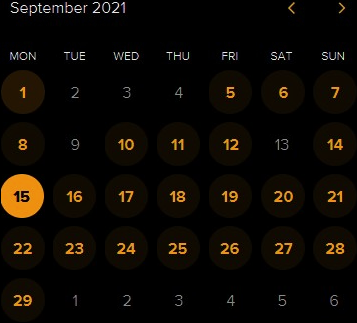 September 2021
MON TUE WED THU FRI SAT SUN
1 2 3 4 5 6 7
8 9 10 11 12 13 14
15 16 17 18 19 20 21
22 23 24 25 26 27 28
29 1 2 3 4 5 6